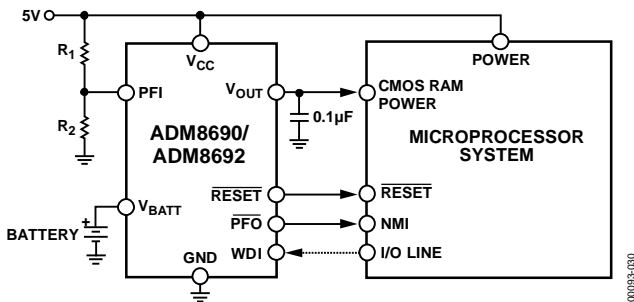 5V
R1
VCC
POWER
PFI
VOUT
CMOS RAM
POWER
0.1µF
R2
ADM8690/
ADM8692
MICROPROCESSOR
SYSTEM
RESET
RESET
VBATT
BATTERY
+
PFO
NMI
GND
WDI
I/O LINE
00093-030